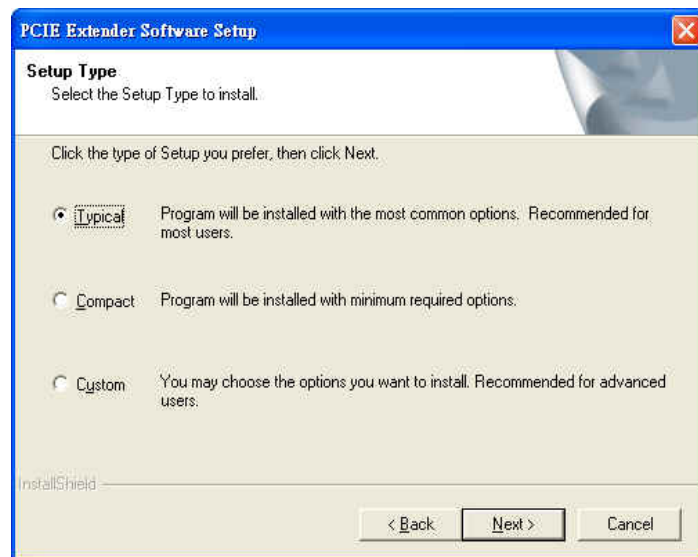 PCIE Extender Software Setup
Setup Type
Select the Setup Type to install.
Click the type of Setup you prefer, then click Next.
Typical
Program will be installed with the most common options. Recommended for
most users.
Compact
Program will be installed with minimum required options.
Custom
You may choose the options you want to install. Recommended for advanced
users.
InstallShield
< Back
Next >
Cancel